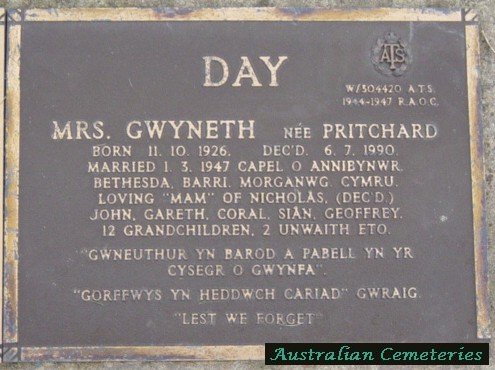 DAY
ATS
W/304420 A.T.S.
1944-1947 R.A.O.C.
MRS. GWYNETH NÉE PRITCHARD
BORN 11. 10. 1926. DEC'D. 6. 7. 1990.
MARRIED 1. 3. 1947 CAPEL O ANNIBYNWR.
BETHESDA, BARRI. MORGANWG. CYMRU.
LOVING "MAM" OF NICHOLAS, (DEC'D.)
JOHN, GARETH, CORAL, SIÂN, GEOFFREY.
12 GRANDCHILDREN, 2 UNWAITH ETO.
"GWNEUTHUR YN BAROD A PABELL YN YR
CYSEGR O GWYNFA".
"GORFFWYS YN HEDDWCH CARIAD" GWRAIG.
"LEST WE FORGET"
Australian Cemeteries